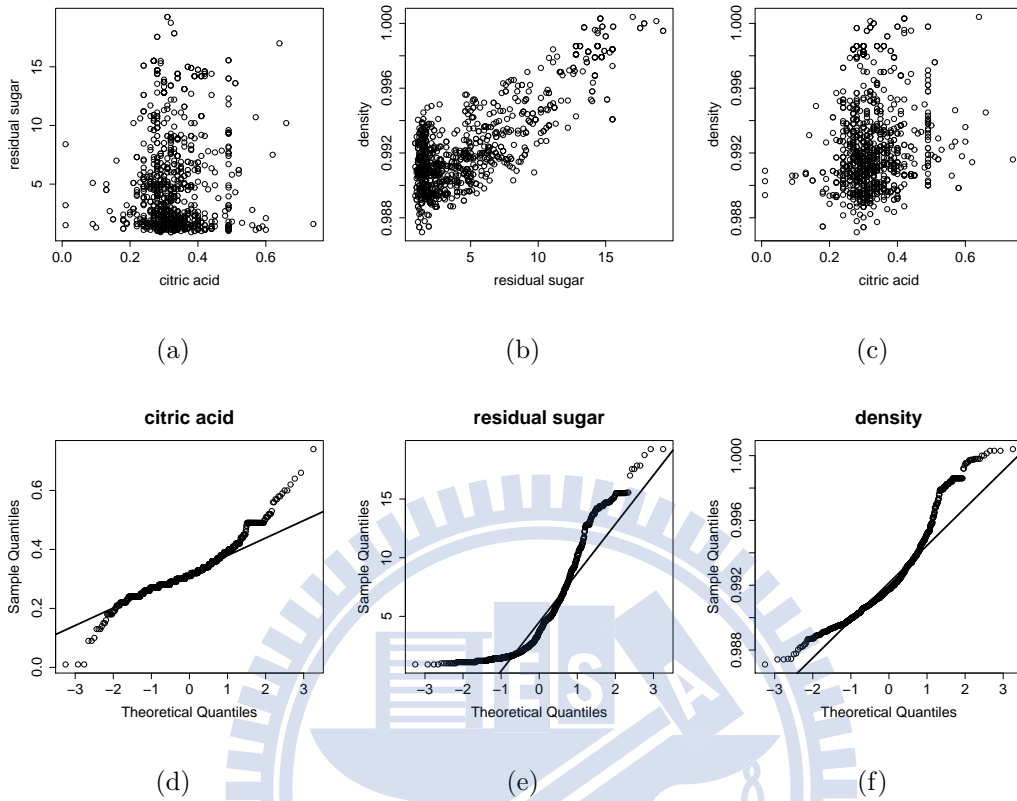 residual sugar
15
10
5
0.0 0.2 0.4 0.6
citric acid
(a)
density
1.000
0.996
0.992
0.988
5 10 15
residual sugar
(b)
density
1.000
0.996
0.992
0.988
0.0 0.2 0.4 0.6
citric acid
(c)
citric acid
Sample Quantiles
0.6
0.4
0.2
0.0
−3 −2 −1 0 1 2 3
Theoretical Quantiles
(d)
residual sugar
Sample Quantiles
15
10
5
−3 −2 −1 0 1 2 3
Theoretical Quantiles
(e)
density
Sample Quantiles
1.000
0.996
0.992
0.988
−3 −2 −1 0 1 2 3
Theoretical Quantiles
(f)
E S A